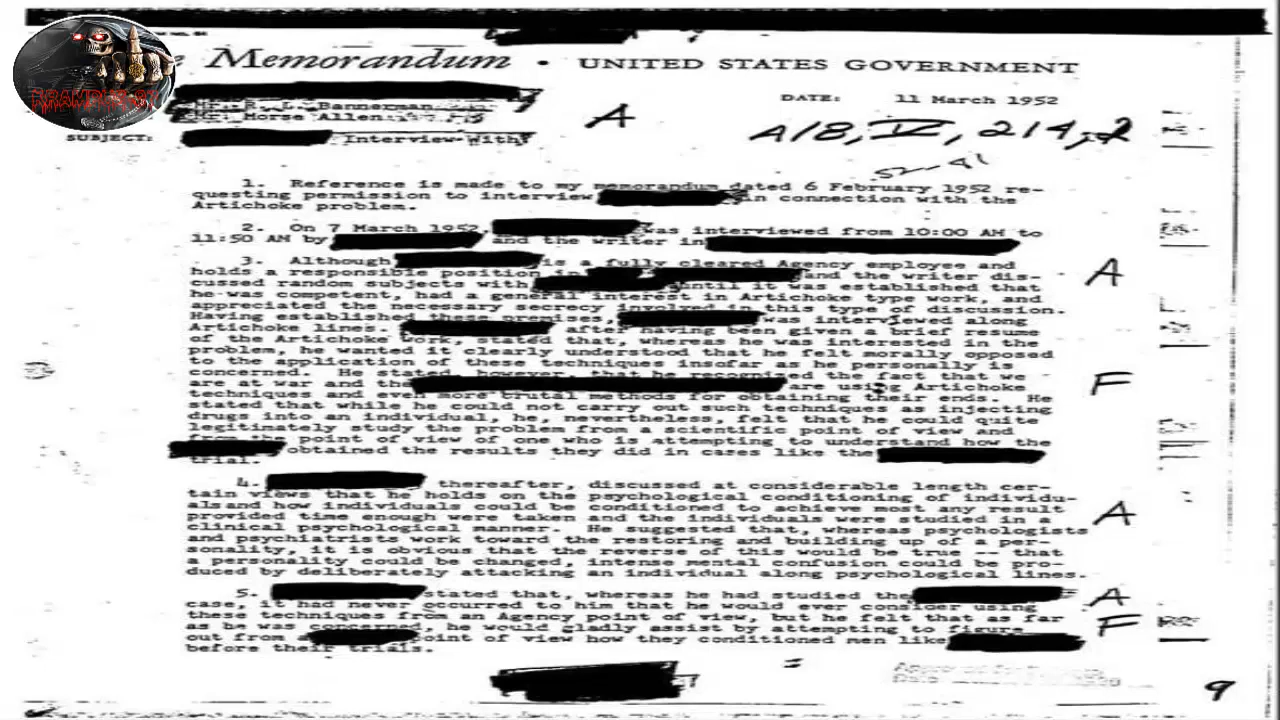 Memorandum • UNITED STATES GOVERNMENT
Mr. R. L. Bannerman
DATE: 11 March 1952
Mr. Morse Allen
A
A/8, IV, 214, 2
SUBJECT: Interview With
52-41
1. Reference is made to my memorandum dated 6 February 1952 re-
questing permission to interview in connection with the
Artichoke problem.
2. On 7 March 1952, was interviewed from 10:00 AM to
11:50 AM by and the writer in
3. Although is a fully cleared Agency employee and
holds a responsible position in and the writer dis-
cussed random subjects with until it was established that
he was competent, had a general interest in Artichoke type work, and
appreciated the necessary secrecy involved in this type of discussion.
Having established these premises was interviewed along
Artichoke lines. after having been given a brief resume
of the Artichoke work, stated that, whereas he was interested in the
problem, he wanted it clearly understood that he felt morally opposed
to the application of these techniques insofar as he personally is
concerned. He stated, however, that he recognized the fact that we
are at war and the are using Artichoke
techniques and even more brutal methods for obtaining their ends. He
stated that while he could not carry out such techniques as injecting
drug into an individual, he, nevertheless, felt that he could quite
legitimately study the problem from a scientific point of view and
from the point of view of one who is attempting to understand how the
obtained the results they did in cases like the
trial.
A
F
4. thereafter, discussed at considerable length cer-
tain views that he holds on the psychological conditioning of individu-
als and how individuals could be conditioned to achieve most any result
provided time enough were taken and the individuals were studied in a
clinical psychological manner. He suggested that, whereas psychologists
and psychiatrists work toward the restoring and building up of a per-
sonality, it is obvious that the reverse of this would be true -- that
a personality could be changed, intense mental confusion could be pro-
duced by deliberately attacking an individual along psychological lines.
A
5. stated that, whereas he had studied the
case, it had never occurred to him that he would ever consider using
these techniques from an Agency point of view, but he felt that as far
as he was concerned, he would gladly assist by attempting to figure
out from point of view how they conditioned men like
before their trials.
A
F
9